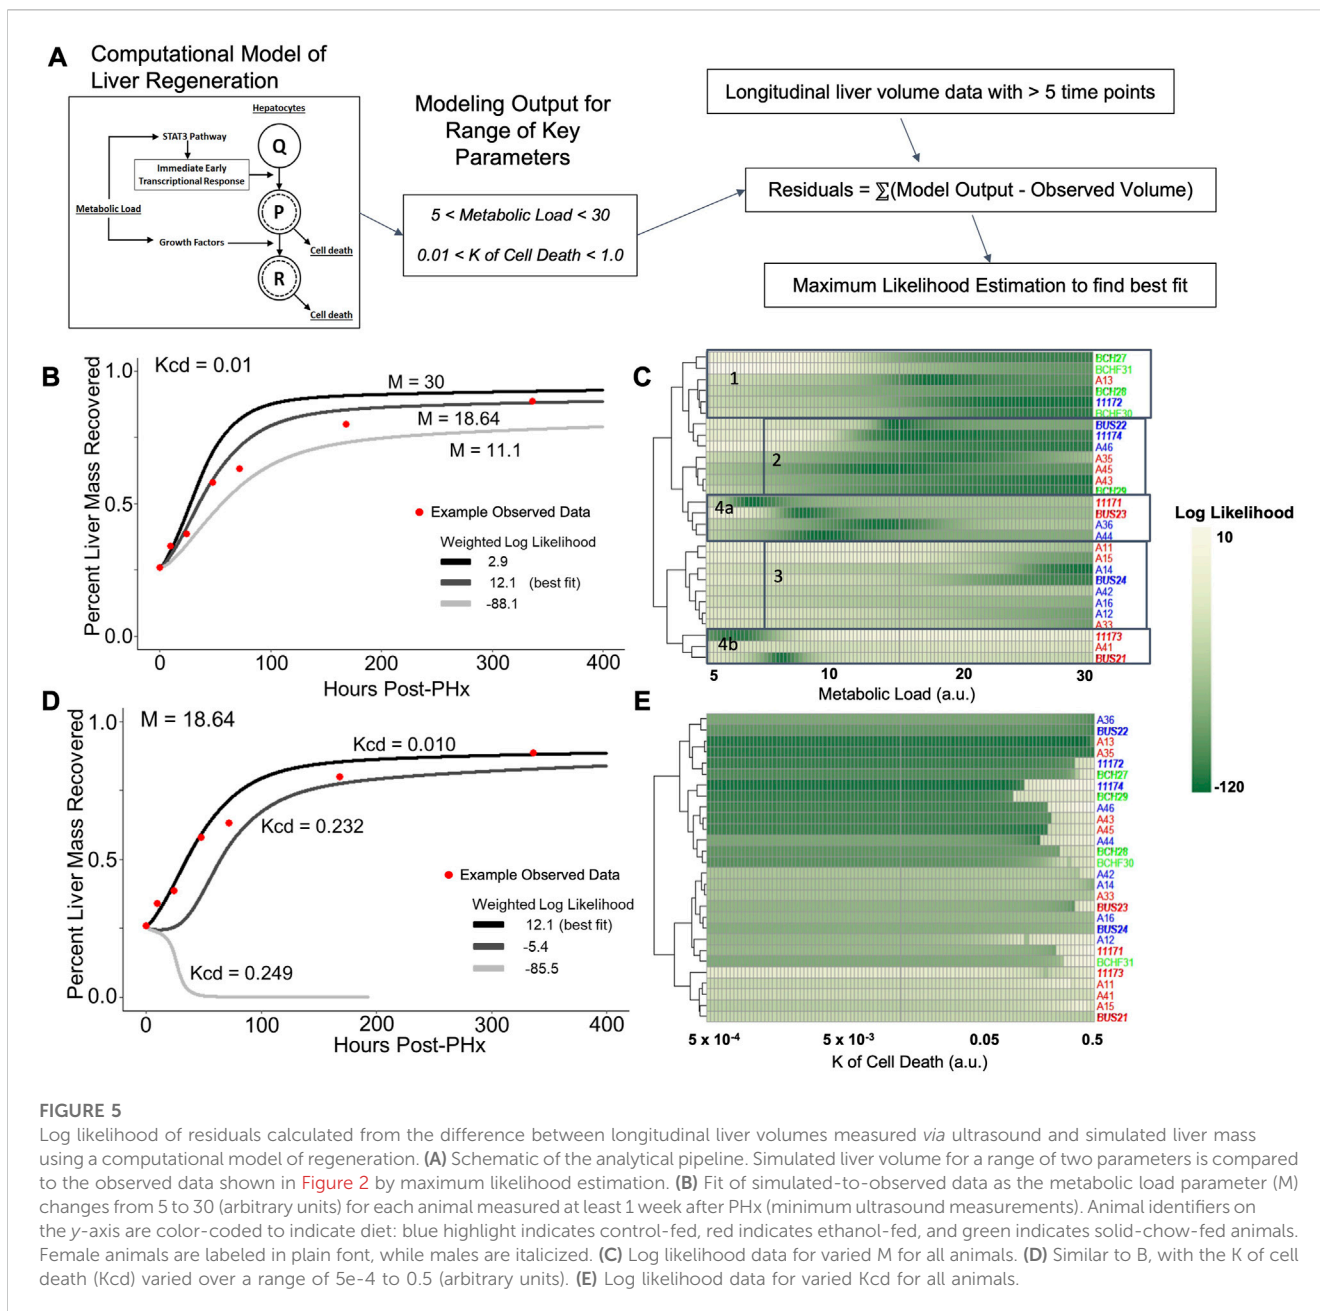 A
Computational Model of
Liver Regeneration
Hepatocytes
STAT3 Pathway
Q
Immediate Early
Transcriptional Response
Metabolic Load
P
Growth Factors
Cell death
R
Cell death
Modeling Output for
Range of Key
Parameters
5 < Metabolic Load < 30
0.01 < K of Cell Death < 1.0
Longitudinal liver volume data with > 5 time points
Residuals = ∑(Model Output - Observed Volume)
Maximum Likelihood Estimation to find best fit
B
Percent Liver Mass Recovered
1.0
0.5
0.0
Kcd = 0.01
M = 30
M = 18.64
M = 11.1
Example Observed Data
Weighted Log Likelihood
2.9
12.1 (best fit)
-88.1
0 100 200 300 400
Hours Post-PHx
C
1
2
4a
3
4b
BCH27
BCHF31
A13
BCH28
11172
BCHF30
BUS22
11174
A46
A35
A45
A43
BCH29
11171
BUS23
A36
A44
A11
A15
A14
BUS24
A42
A16
A12
A33
11173
A41
BUS21
5 10 20 30
Metabolic Load (a.u.)
Log Likelihood
10
-120
D
Percent Liver Mass Recovered
1.0
0.5
0.0
M = 18.64
Kcd = 0.010
Kcd = 0.232
Kcd = 0.249
Example Observed Data
Weighted Log Likelihood
12.1 (best fit)
-5.4
-85.5
0 100 200 300 400
Hours Post-PHx
E
A36
BUS22
A13
A35
11172
BCH27
11174
BCH29
A46
A43
A45
A44
BCH28
BCHF30
A42
A14
A33
BUS23
A16
BUS24
A12
11171
BCHF31
11173
A11
A41
A15
BUS21
5 x 10⁻⁴ 5 x 10⁻³ 0.05 0.5
K of Cell Death (a.u.)
FIGURE 5
Log likelihood of residuals calculated from the difference between longitudinal liver volumes measured via ultrasound and simulated liver mass
using a computational model of regeneration. (A) Schematic of the analytical pipeline. Simulated liver volume for a range of two parameters is compared
to the observed data shown in Figure 2 by maximum likelihood estimation. (B) Fit of simulated-to-observed data as the metabolic load parameter (M)
changes from 5 to 30 (arbitrary units) for each animal measured at least 1 week after PHx (minimum ultrasound measurements). Animal identifiers on
the y-axis are color-coded to indicate diet: blue highlight indicates control-fed, red indicates ethanol-fed, and green indicates solid-chow-fed animals.
Female animals are labeled in plain font, while males are italicized. (C) Log likelihood data for varied M for all animals. (D) Similar to B, with the K of cell
death (Kcd) varied over a range of 5e-4 to 0.5 (arbitrary units). (E) Log likelihood data for varied Kcd for all animals.